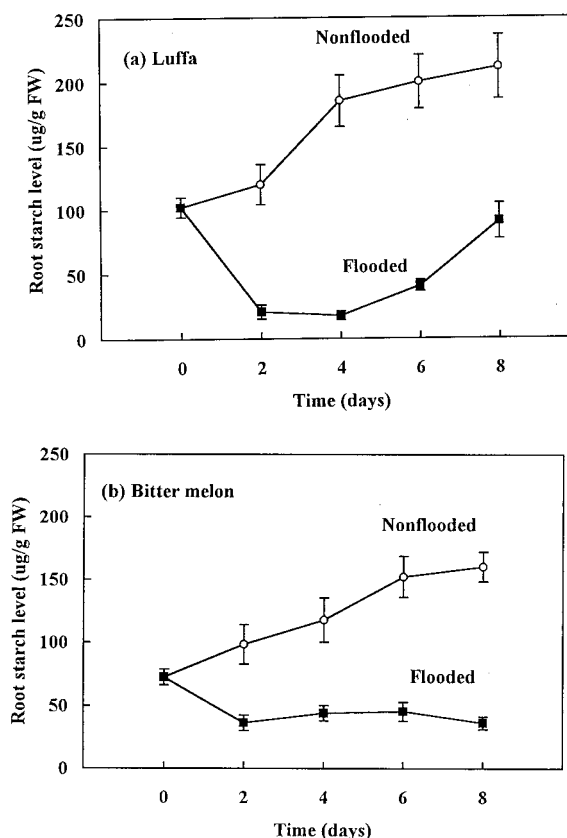 (a) Luffa
Nonflooded
Flooded
Root starch level (ug/g FW)
250
200
150
100
50
0
0 2 4 6 8
Time (days)
(b) Bitter melon
Nonflooded
Flooded
Root starch level (ug/g FW)
250
200
150
100
50
0
0 2 4 6 8
Time (days)